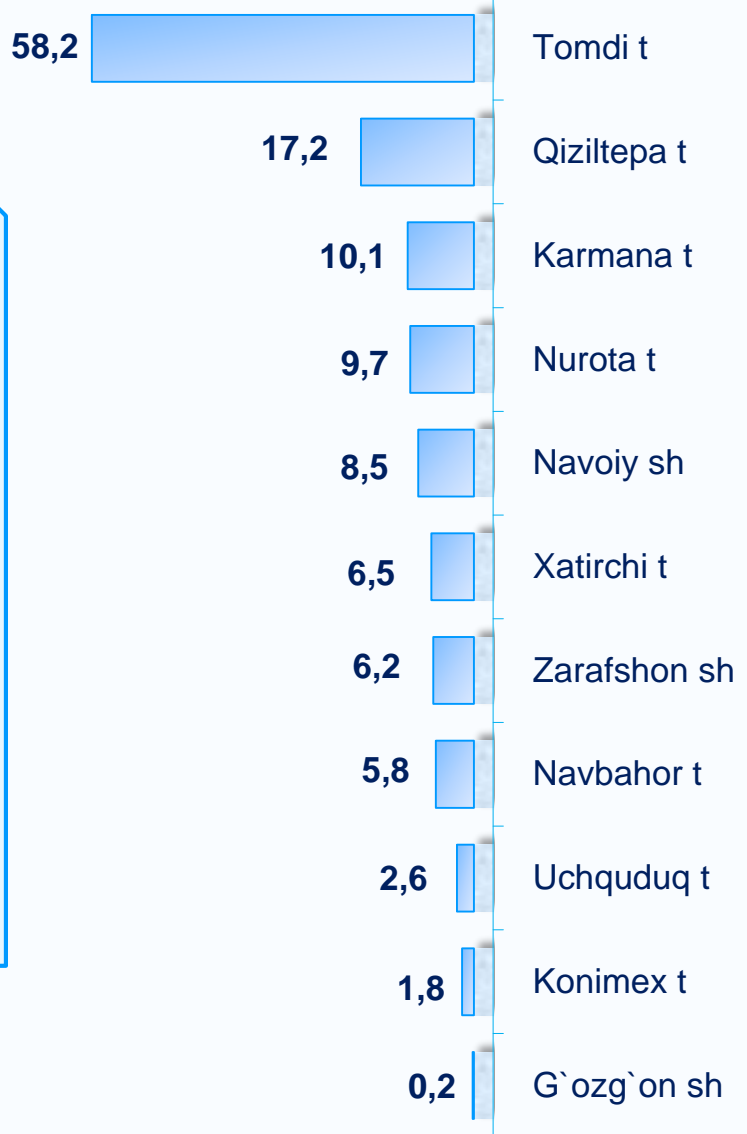 58,2 Tomdi t
17,2 Qiziltepa t
10,1 Karmana t
9,7 Nurota t
8,5 Navoiy sh
6,5 Xatirchi t
6,2 Zarafshon sh
5,8 Navbahor t
2,6 Uchquduq t
1,8 Konimex t
0,2 G`ozg`on sh